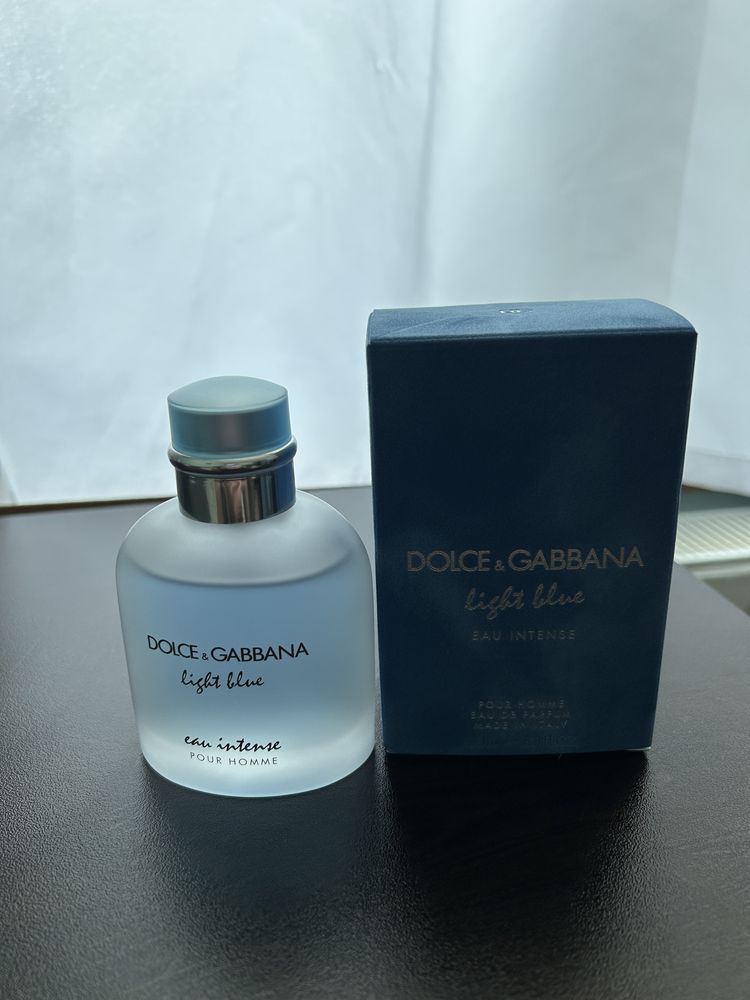 DOLCE & GABBANA
light blue
eau intense
POUR HOMME
DOLCE & GABBANA
light blue
EAU INTENSE
POUR HOMME
EAU DE PARFUM
MADE IN ITALY